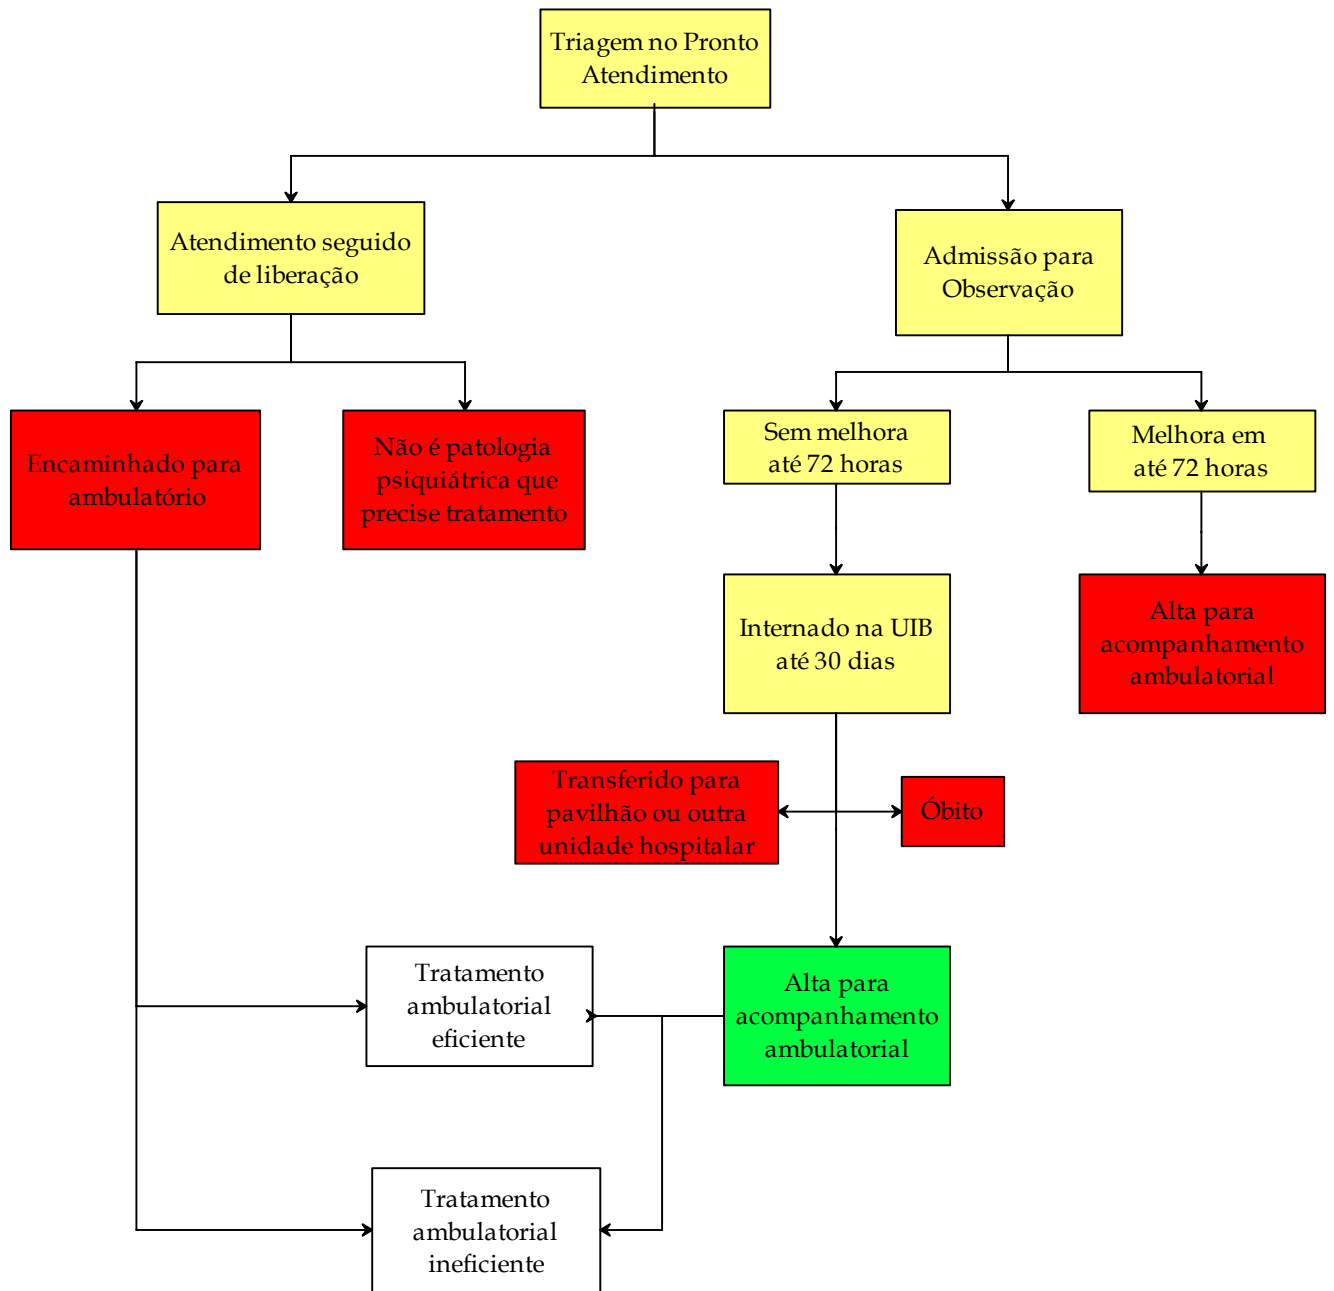 Triagem no Pronto
Atendimento
Atendimento seguido
de liberação
Admissão para
Observação
Encaminhado para
ambulatório
Não é patologia
psiquiátrica que
precise tratamento
Sem melhora
até 72 horas
Melhora em
até 72 horas
Internado na UIB
até 30 dias
Alta para
acompanhamento
ambulatorial
Transferido para
pavilhão ou outra
unidade hospitalar
Óbito
Tratamento
ambulatorial
eficiente
Alta para
acompanhamento
ambulatorial
Tratamento
ambulatorial
ineficiente